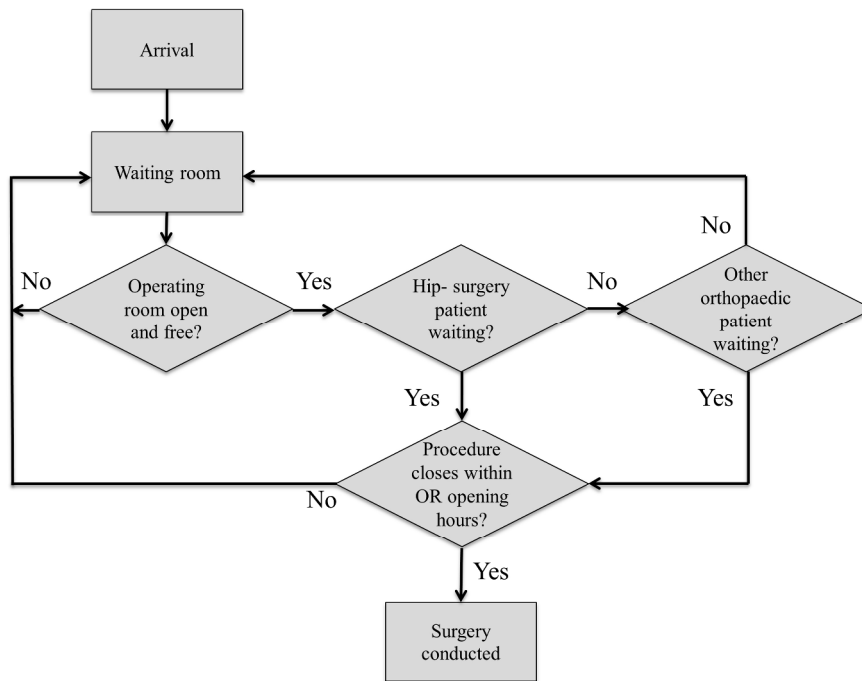 Arrival
Waiting room
No
Operating
room open
and free?
Yes
Hip- surgery
patient
waiting?
No
No
Other
orthopaedic
patient
waiting?
Yes
Yes
Procedure
closes within
OR opening
hours?
No
Yes
Surgery
conducted